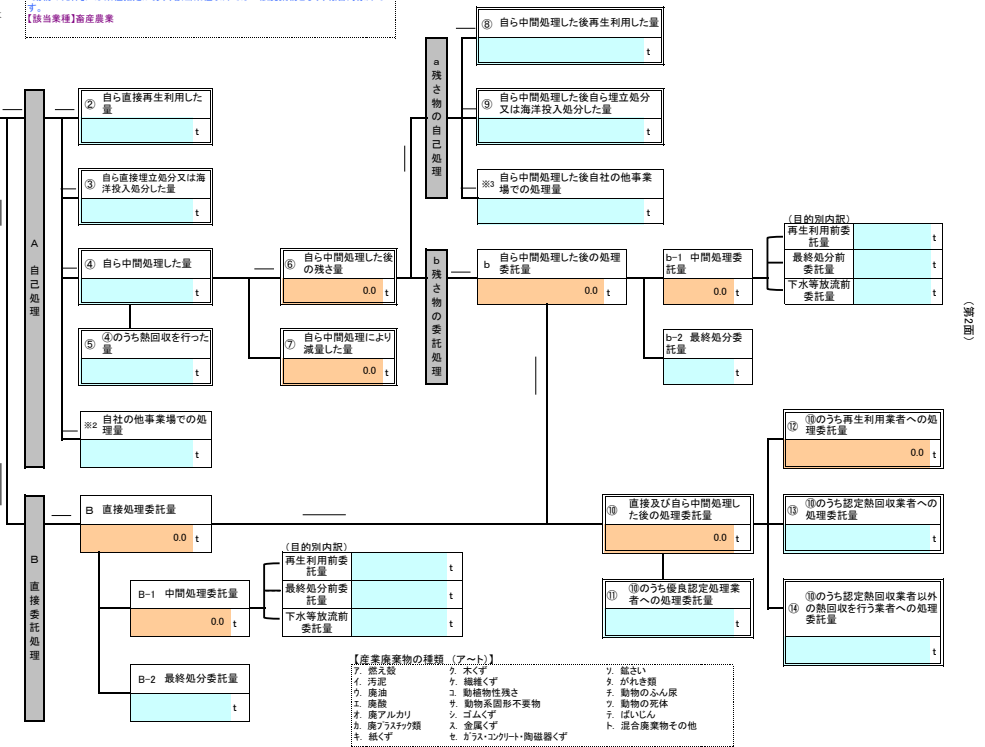 す。
【該当業種】畜産農業
⑧ 自ら中間処理した後再生利用した量
t
a 残さ物の自己処理
② 自ら直接再生利用した
量
t
⑨ 自ら中間処理した後自ら埋立処分
又は海洋投入処分した量
t
③ 自ら直接埋立処分又は海
洋投入処分した量
t
※3 自ら中間処理した後自社の他事業
場での処理量
t
A 自己処理
④ 自ら中間処理した量
t
⑥ 自ら中間処理した後
の残さ量
0.0 t
b 残さ物の委託処理
b 自ら中間処理した後の処理
委託量
0.0 t
b-1 中間処理委
託量
0.0 t
(目的別内訳)
再生利用前委
託量
t
最終処分前
委託量
t
下水等放流前
委託量
t
(第2面)
⑤ ④のうち熱回収を行った
量
t
⑦ 自ら中間処理により
減量した量
0.0 t
b-2 最終処分委
託量
t
※2 自社の他事業場での処
理量
t
⑫ ⑩のうち再生利用業者への処
理委託量
0.0 t
B 直接委託処理
B 直接処理委託量
0.0 t
⑩ 直接及び自ら中間処理し
た後の処理委託量
0.0 t
⑬ ⑩のうち認定熱回収業者への
処理委託量
t
(目的別内訳)
再生利用前委
託量
t
最終処分前委
託量
t
下水等放流前
委託量
t
B-1 中間処理委託量
0.0 t
⑪ ⑩のうち優良認定処理業
者への処理委託量
t
⑭ ⑩のうち認定熱回収業者以外
の熱回収を行う業者への処理
委託量
t
B-2 最終処分委託量
t
【産業廃棄物の種類 (ア～ト)】
ア. 燃え殻
イ. 汚泥
ウ. 廃油
エ. 廃酸
オ. 廃アルカリ
カ. 廃プラスチック類
キ. 紙くず
ク. 木くず
ケ. 繊維くず
コ. 動植物性残さ
サ. 動物系固形不要物
シ. ゴムくず
ス. 金属くず
セ. ガラス・コンクリート・陶磁器くず
ソ. 鉱さい
タ. がれき類
チ. 動物のふん尿
ツ. 動物の死体
テ. ばいじん
ト. 混合廃棄物その他